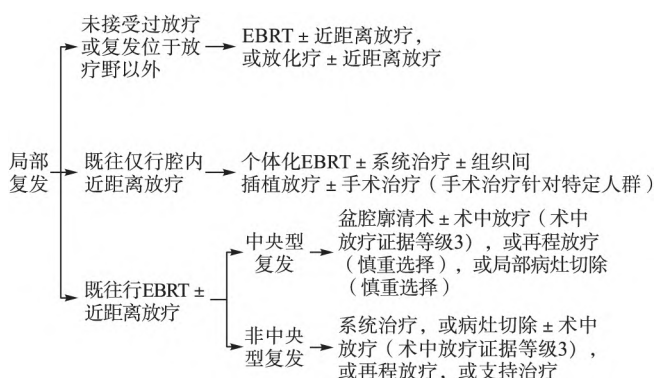 局部
复发
未接受过放疗
或复发位于放
疗野以外
EBRT ± 近距离放疗，
或放化疗 ± 近距离放疗
既往仅行腔内
近距离放疗
个体化EBRT ± 系统治疗 ± 组织间
插植放疗 ± 手术治疗（手术治疗针对特定人群）
既往行EBRT ±
近距离放疗
中央型
复发
盆腔廓清术 ± 术中放疗（术中
放疗证据等级3），或再程放疗
（慎重选择），或局部病灶切除
（慎重选择）
非中央
型复发
系统治疗，或病灶切除 ± 术中
放疗（术中放疗证据等级3），
或再程放疗，或支持治疗